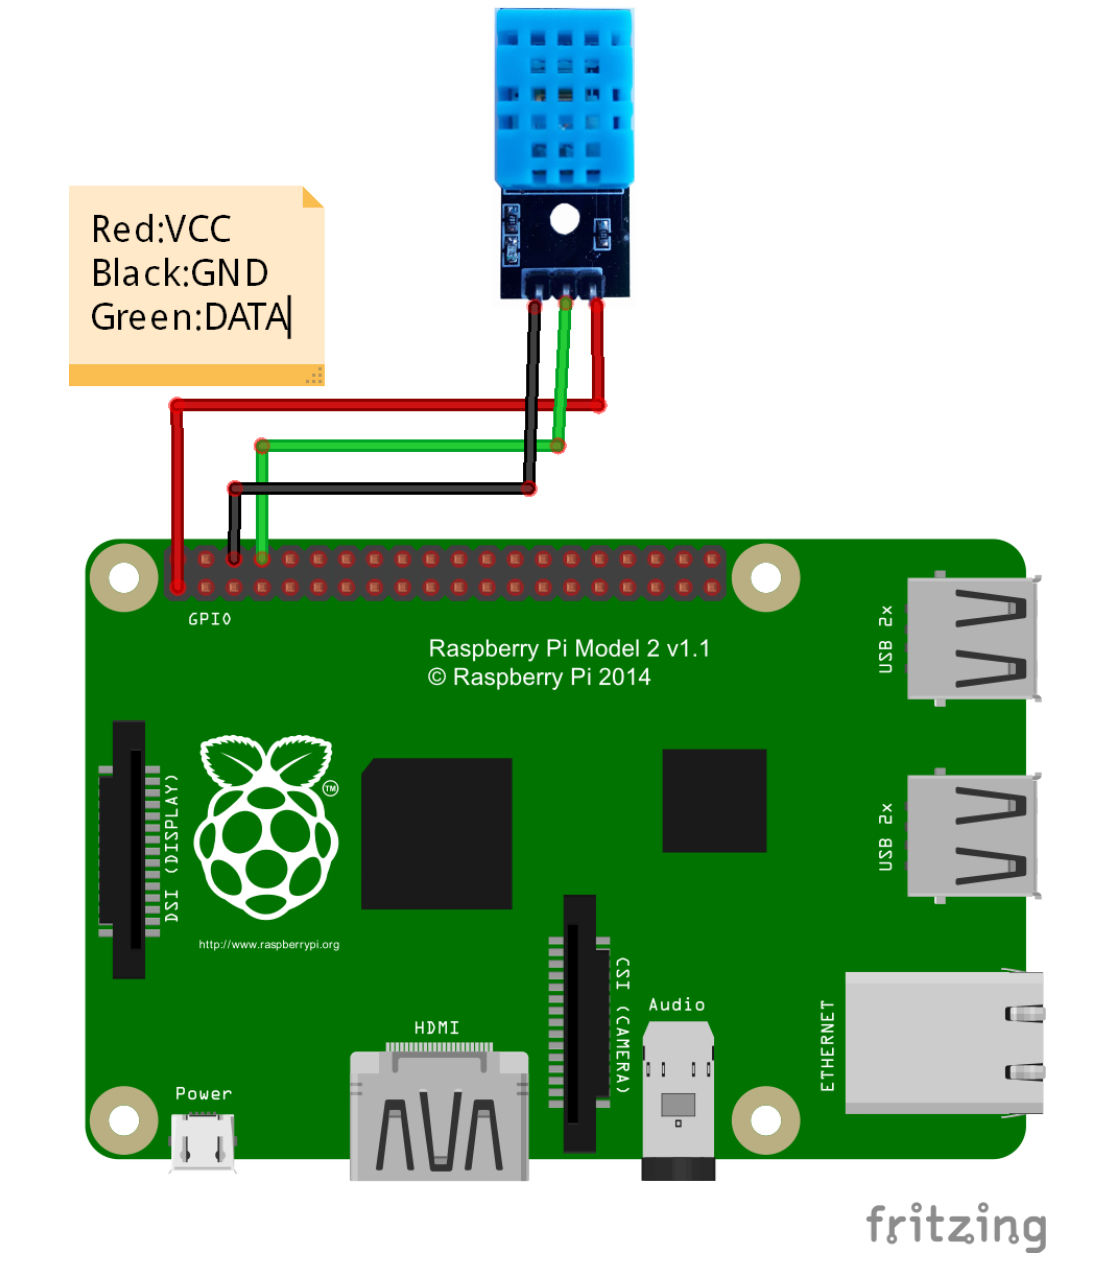 Red:VCC
Black:GND
Green:DATA
GPIO
Raspberry Pi Model 2 v1.1
© Raspberry Pi 2014
USB 2x
DSI (DISPLAY)
TM
USB 2x
http://www.raspberrypi.org
CSI (CAMERA)
Audio
ETHERNET
HDMI
Power
fritzing